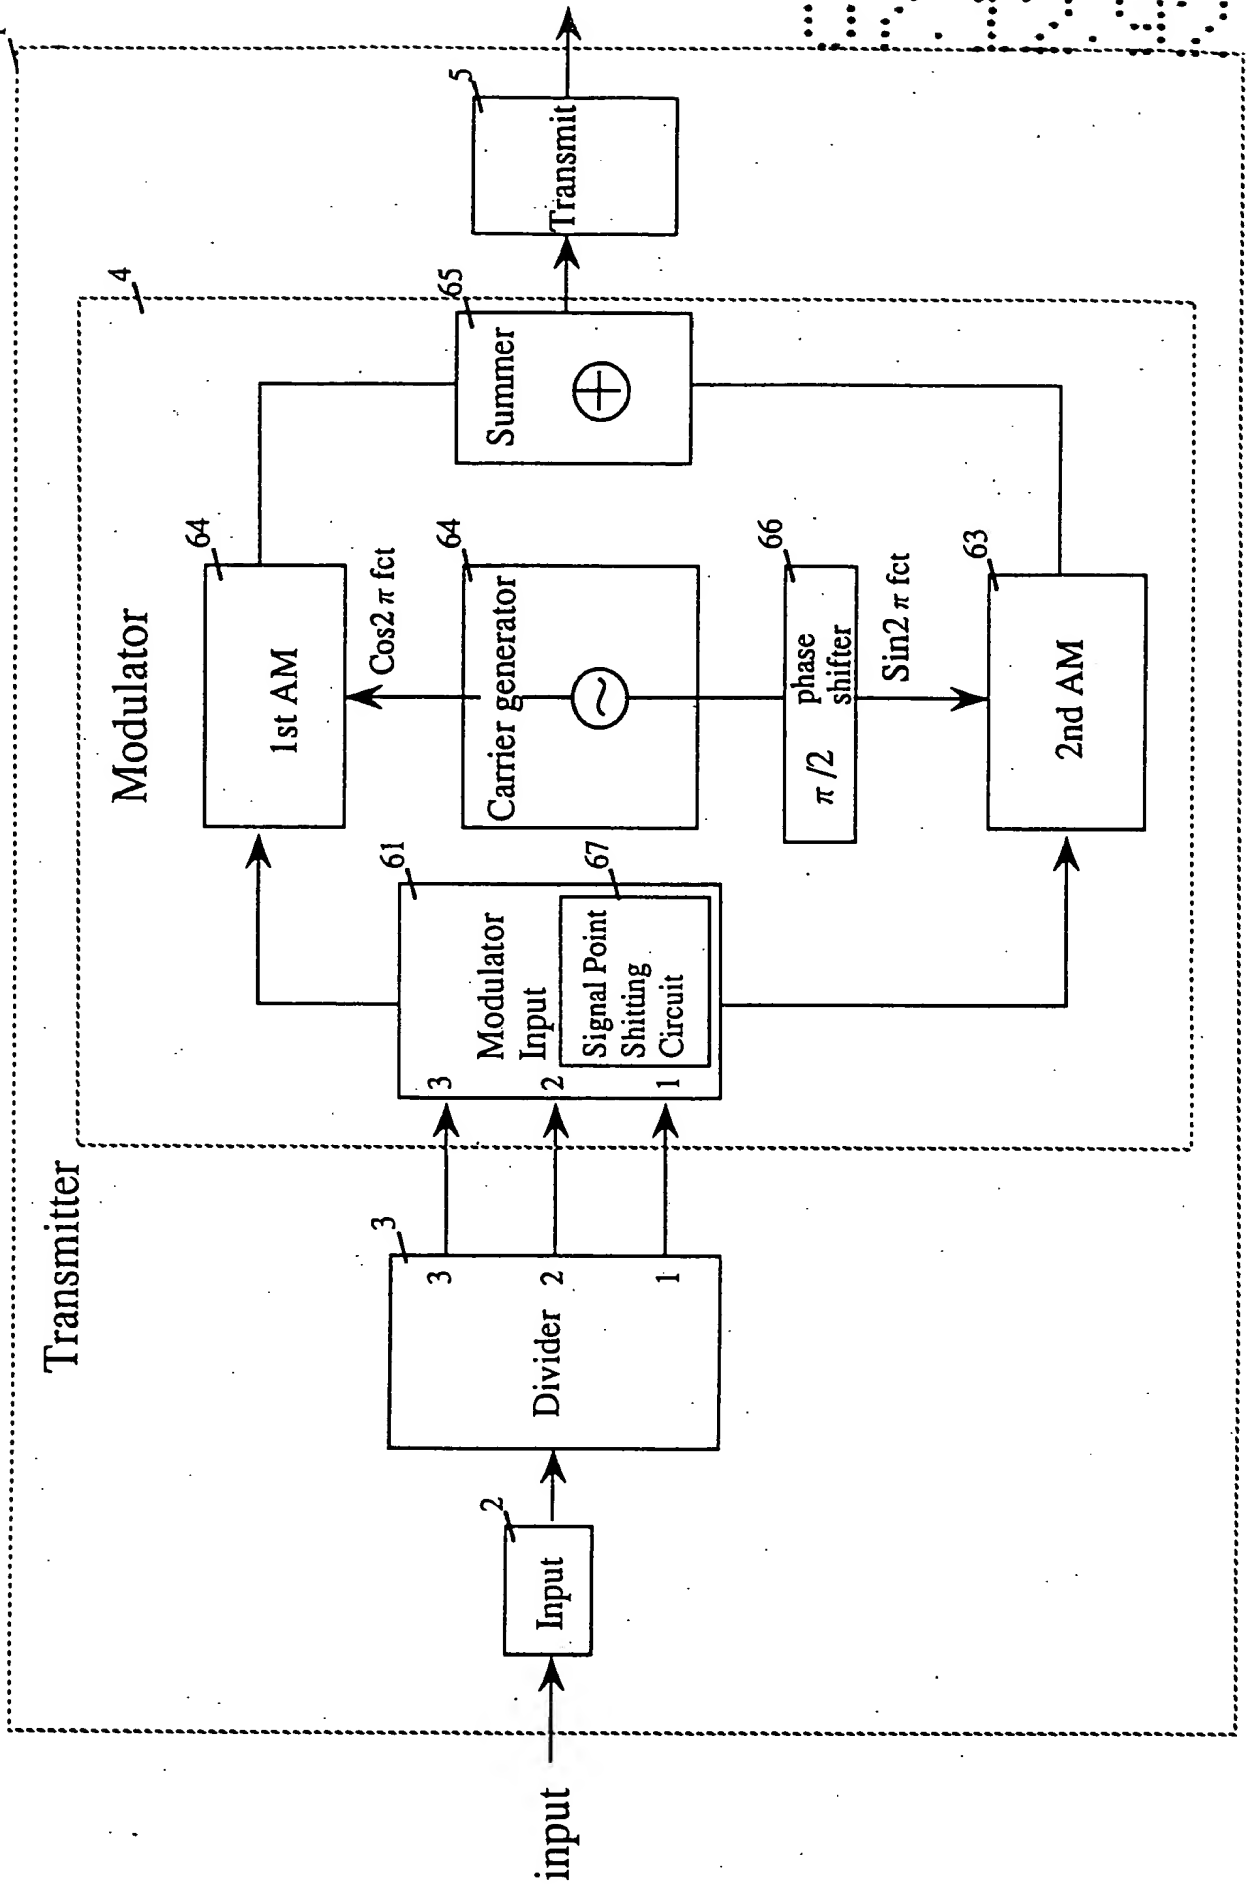 Transmitter
Modulator
4
input
2
Input
3
Divider
3
2
1
3
2
1
61
Modulator
Input
67
Signal Point
Shitting
Circuit
64
1st AM
Cos2 π fct
64
Carrier generator
66
phase
shifter
π /2
Sin2 π fct
63
2nd AM
65
Summer
5
Transmit